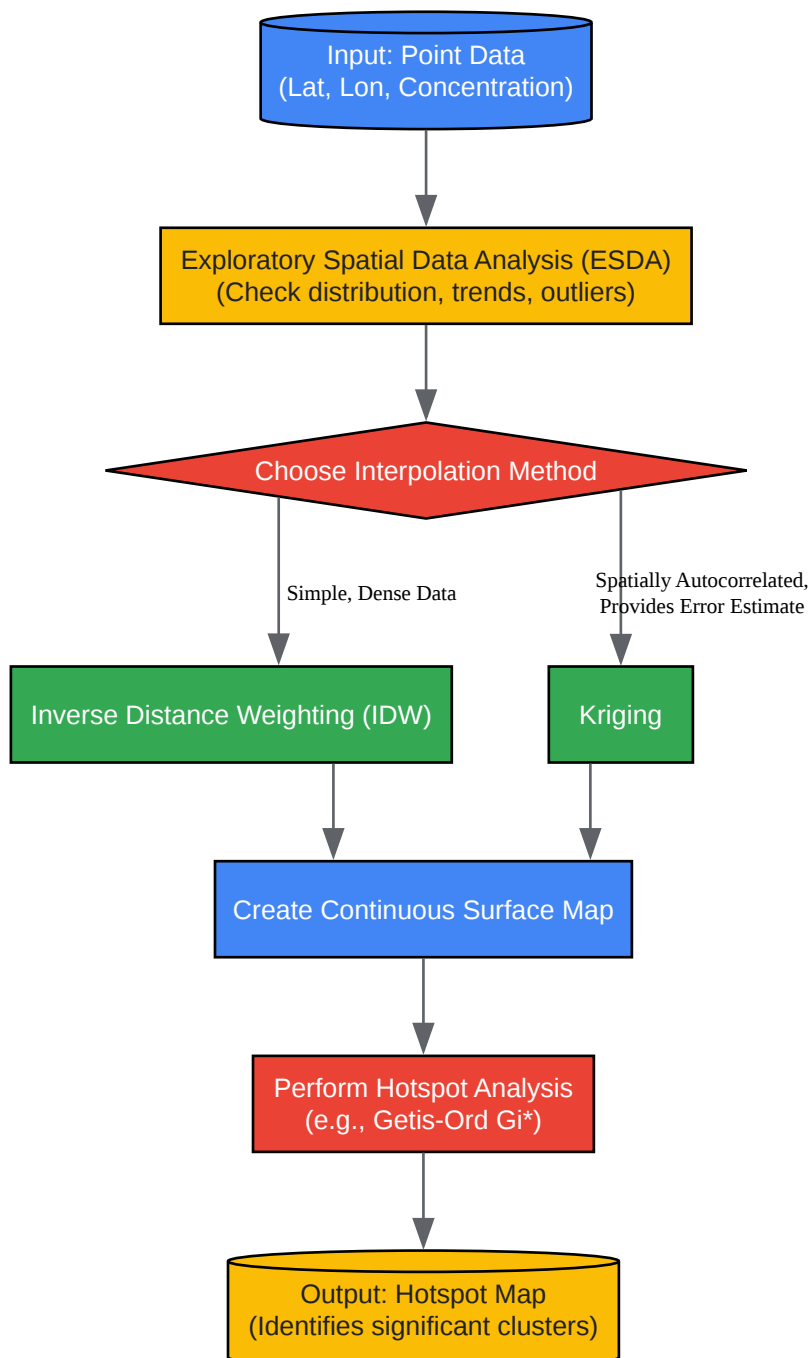 Input: Point Data
(Lat, Lon, Concentration)
Exploratory Spatial Data Analysis (ESDA)
(Check distribution, trends, outliers)
Choose Interpolation Method
Simple, Dense Data
Spatially Autocorrelated,
Provides Error Estimate
Inverse Distance Weighting (IDW)
Kriging
Create Continuous Surface Map
Perform Hotspot Analysis
(e.g., Getis-Ord Gi*)
Output: Hotspot Map
(Identifies significant clusters)